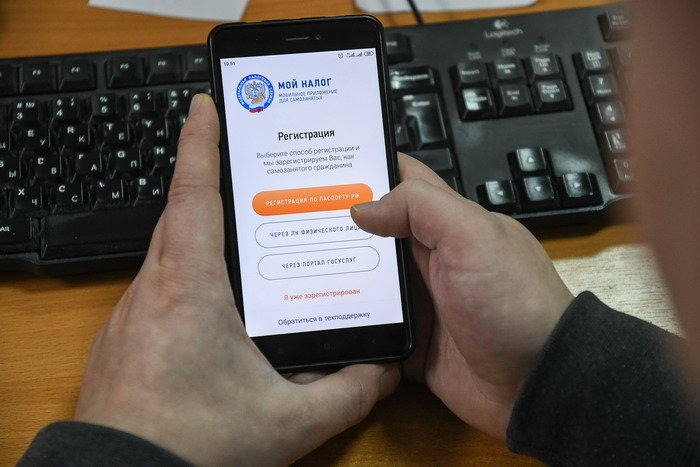 10:51
МОЙ НАЛОГ
МОБИЛЬНОЕ ПРИЛОЖЕНИЕ
ДЛЯ САМОЗАНЯТЫХ
Регистрация
Выберите способ регистрации и
мы зарегистрируем Вас, как
самозанятого гражданина
РЕГИСТРАЦИЯ ПО ПАСПОРТУ РФ
ЧЕРЕЗ ЛК ФИЗИЧЕСКОГО ЛИЦА
ЧЕРЕЗ ПОРТАЛ ГОСУСЛУГ
Я уже зарегистрирован
Обратиться в техподдержку
Logitech